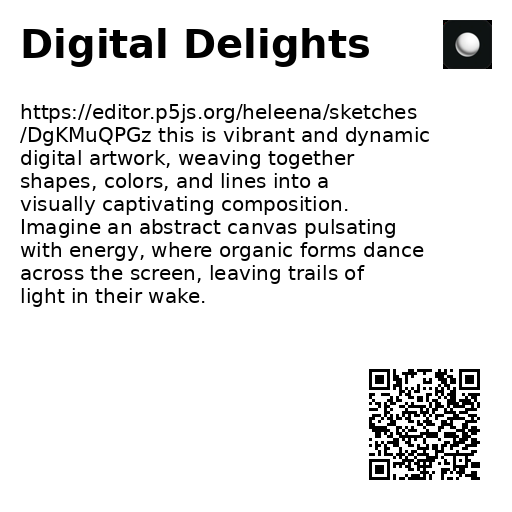 Digital Delights
https://editor.p5js.org/heleena/sketches
/DgKMuQPGz this is vibrant and dynamic
digital artwork, weaving together
shapes, colors, and lines into a
visually captivating composition.
Imagine an abstract canvas pulsating
with energy, where organic forms dance
across the screen, leaving trails of
light in their wake.